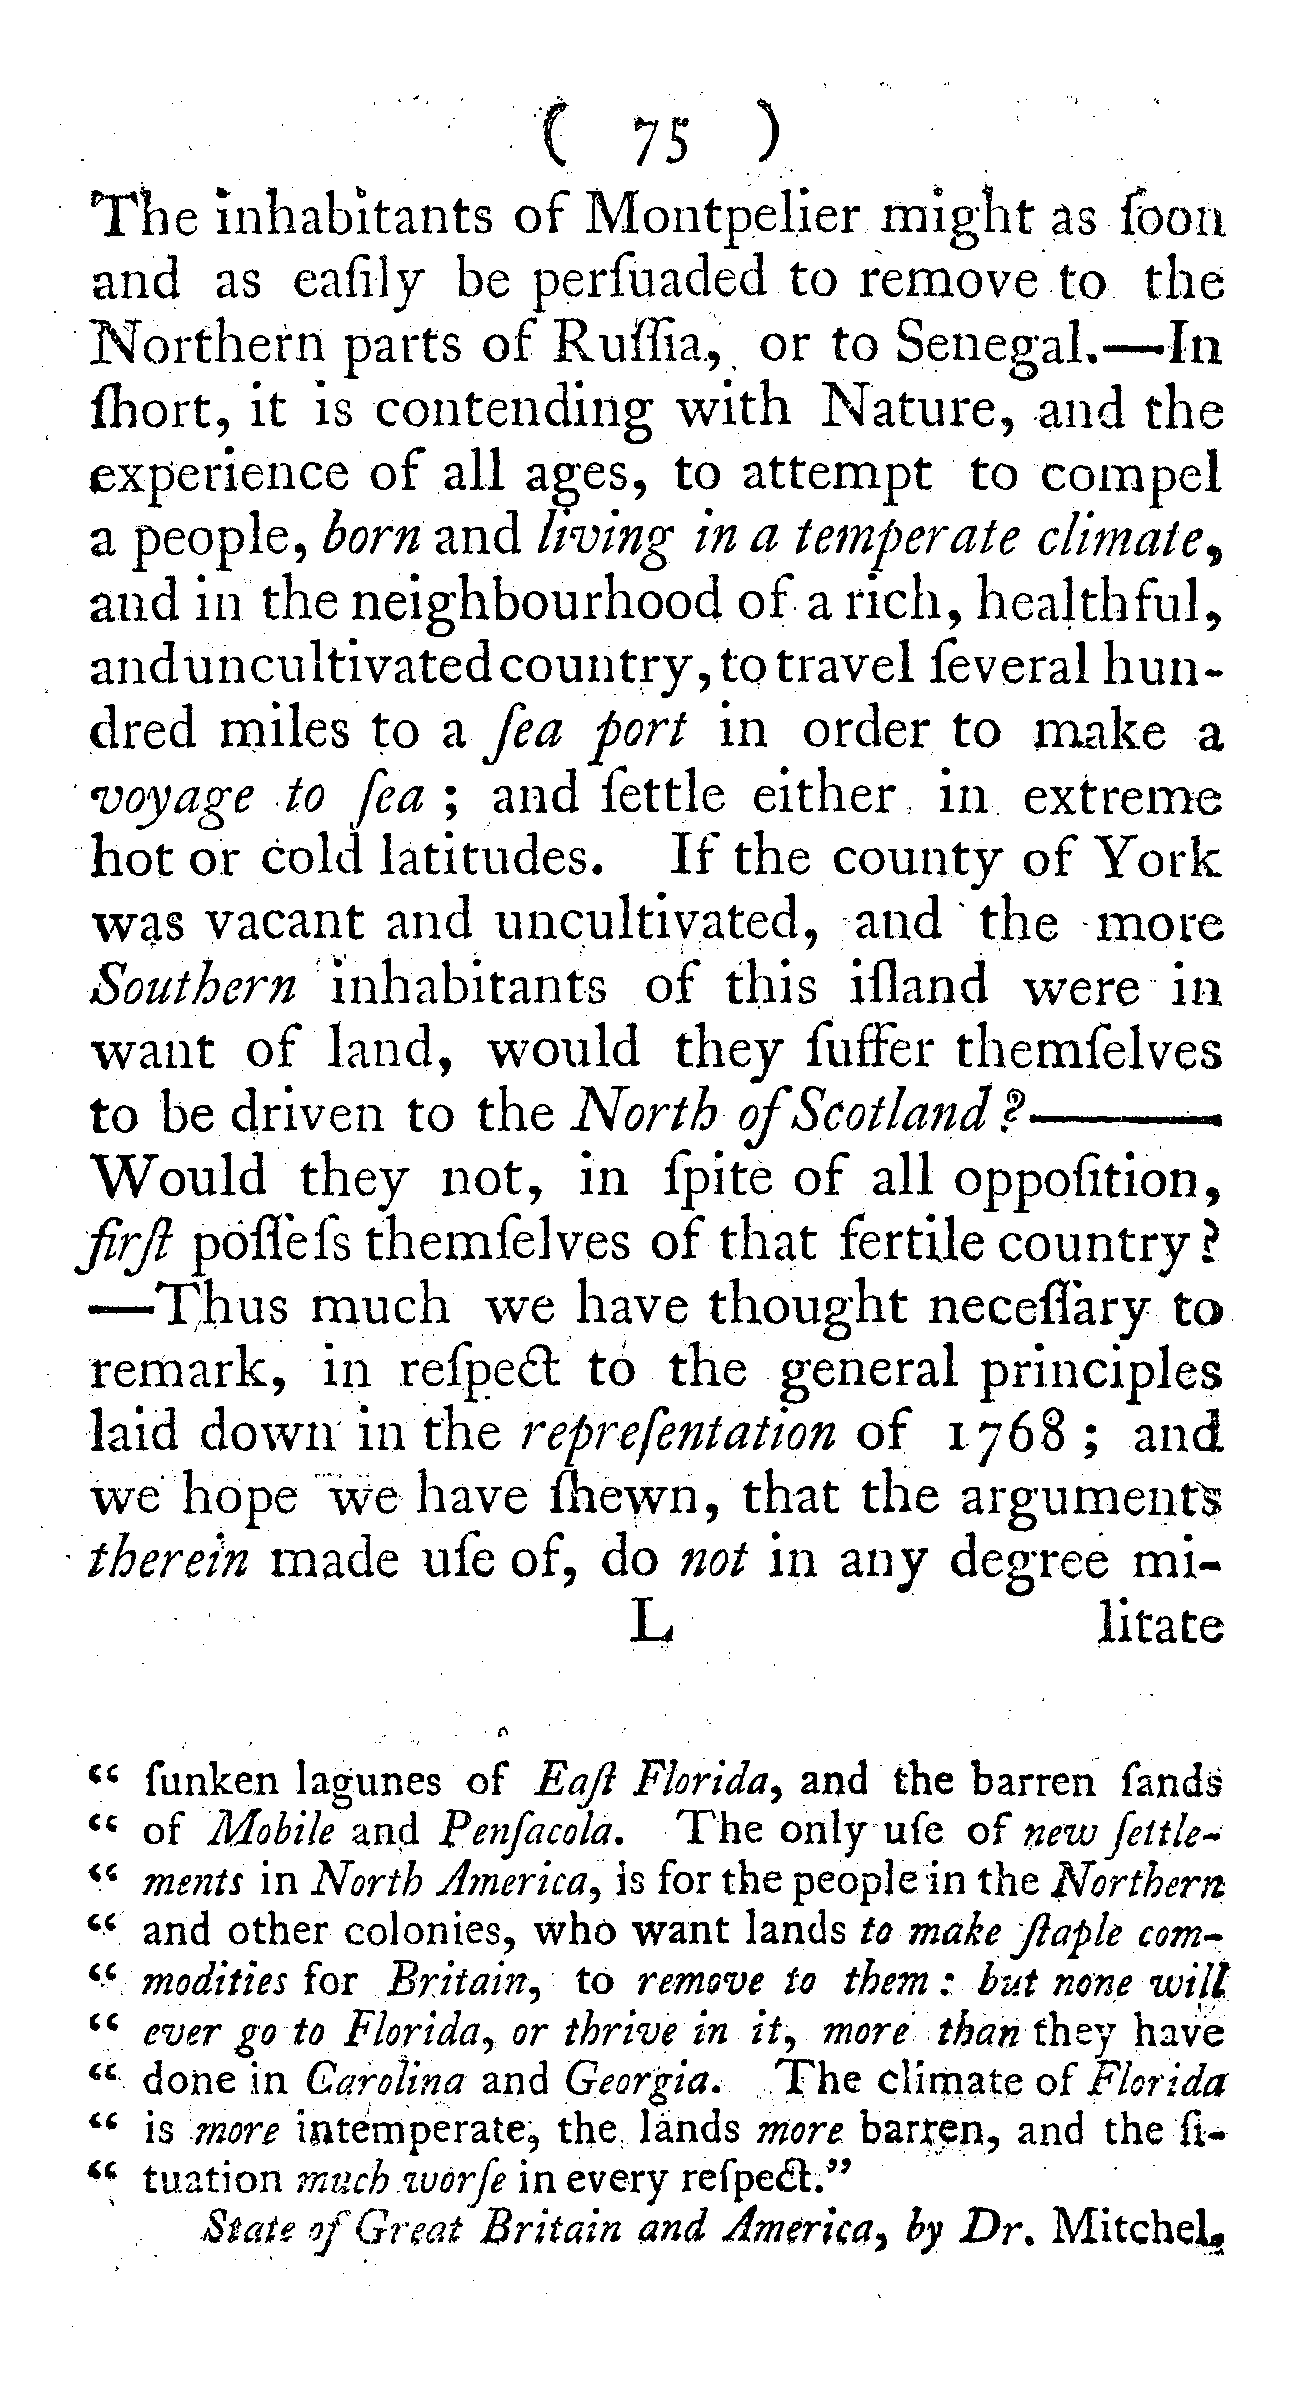 ( 75 )
The inhabitants of Montpelier might as ſoon
and as eaſily be perſuaded to remove to the
Northern parts of Ruſſia, or to Senegal.—In
ſhort, it is contending with Nature, and the
experience of all ages, to attempt to compel
a people, born and living in a temperate climate,
and in the neighbourhood of a rich, healthful,
and uncultivated country, to travel ſeveral hun-
dred miles to a ſea port in order to make a
voyage to ſea ; and ſettle either in extreme
hot or cold latitudes. If the county of York
was vacant and uncultivated, and the more
Southern inhabitants of this iſland were in
want of land, would they ſuffer themſelves
to be driven to the North of Scotland ?———
Would they not, in ſpite of all oppoſition,
firſt poſſeſs themſelves of that fertile country ?
—Thus much we have thought neceſſary to
remark, in reſpect to the general principles
laid down in the repreſentation of 1768 ; and
we hope we have ſhewn, that the arguments
therein made uſe of, do not in any degree mi-
L litate
“ ſunken lagunes of Eaſt Florida, and the barren ſands
“ of Mobile and Penſacola. The only uſe of new ſettle-
“ ments in North America, is for the people in the Northern
“ and other colonies, who want lands to make ſtaple com-
“ modities for Britain, to remove to them : but none will
“ ever go to Florida, or thrive in it, more than they have
“ done in Carolina and Georgia. The climate of Florida
“ is more intemperate, the lands more barren, and the ſi-
“ tuation much worſe in every reſpect.”
State of Great Britain and America, by Dr. Mitchel.